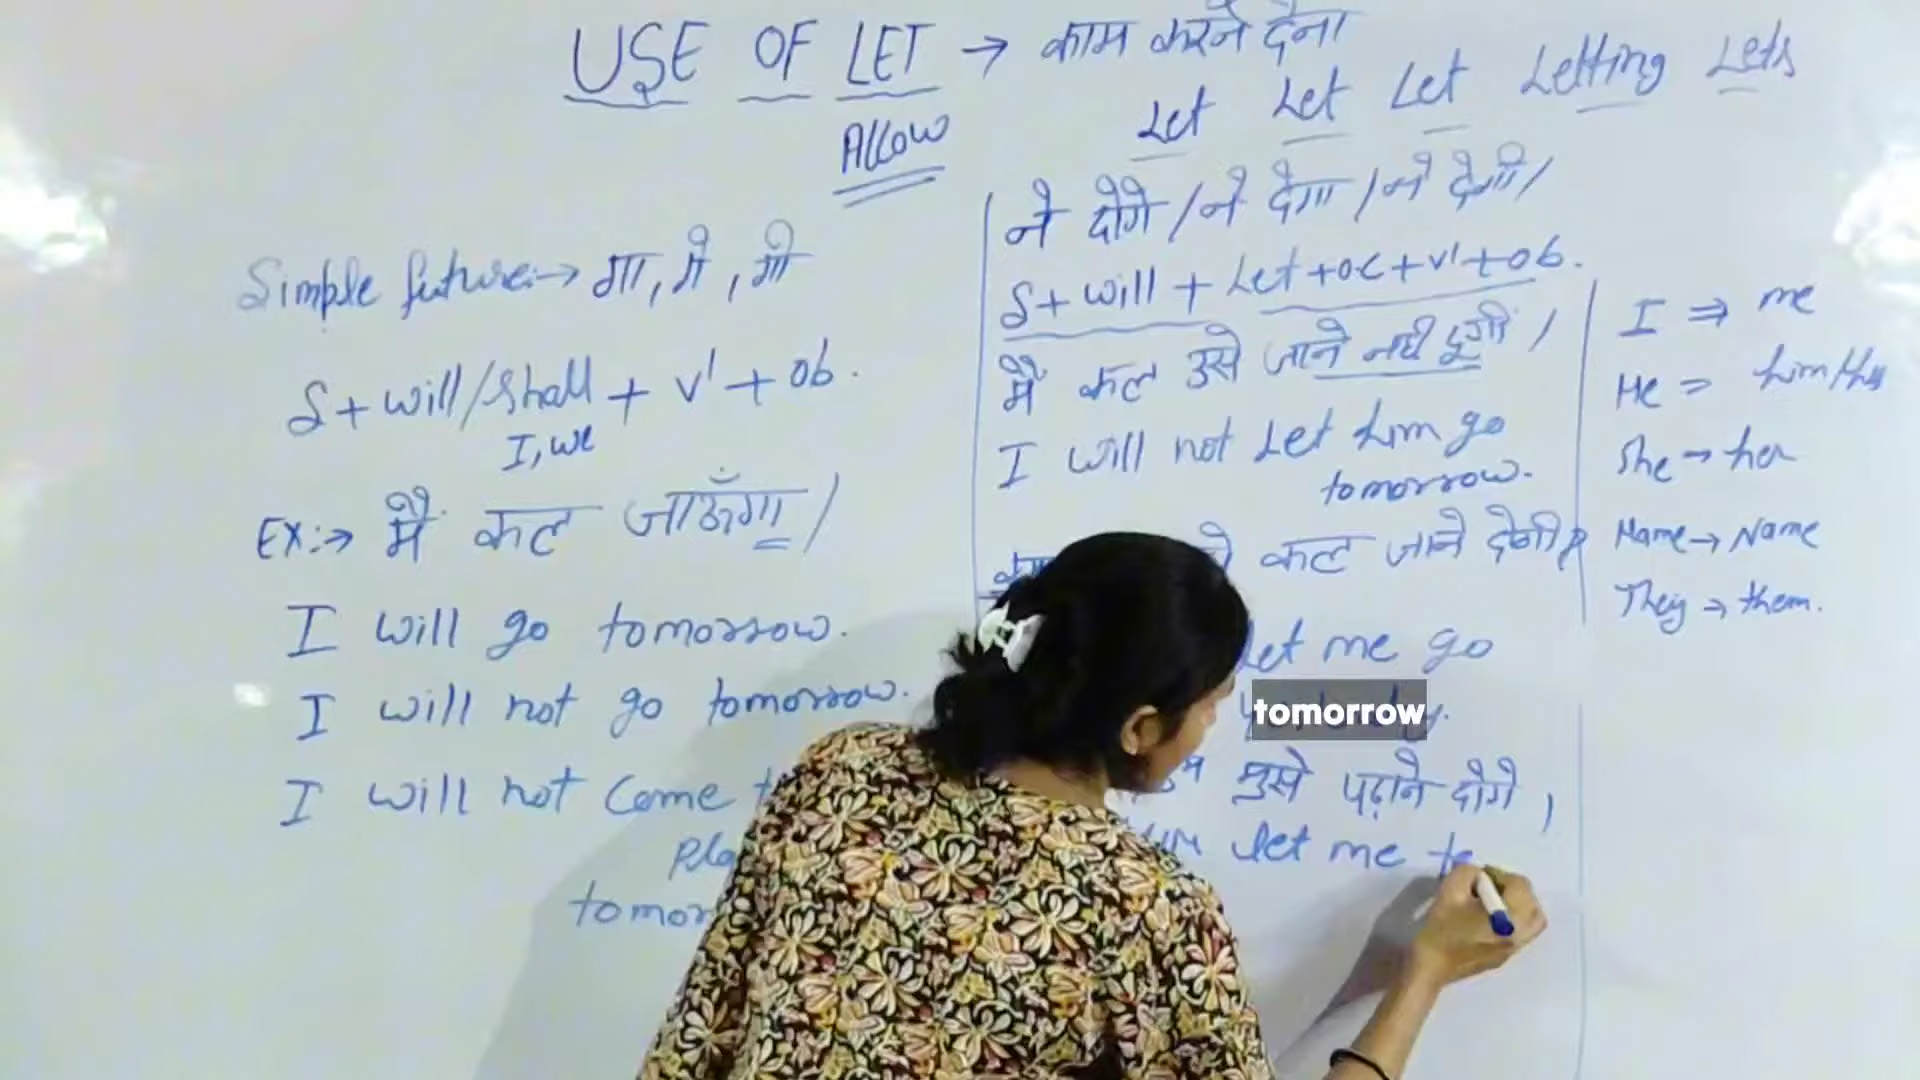 USE OF LET → काम करने देना
Allow
Let Let Let Letting Lets
Simple future:→ गा, गे, गी
S + will/shall + V¹ + ob.
I, we
EX:→ मैं कल जाऊँगा /
I will go tomorrow.
I will not go tomorrow.
I will not come
tomor
ने दोगे / ने देगा / ने देगी /
S + will + Let + oc + V¹ + ob.
मैं कल उसे जाने नहीं दूगी /
I will not Let him go
tomorrow.
कल जाने देगी?
Let me go
tomorrow
मुझे पढ़ाने दोगे ,
let me te
I ⇒ me
He =
She → her
Name → Name
They → them.